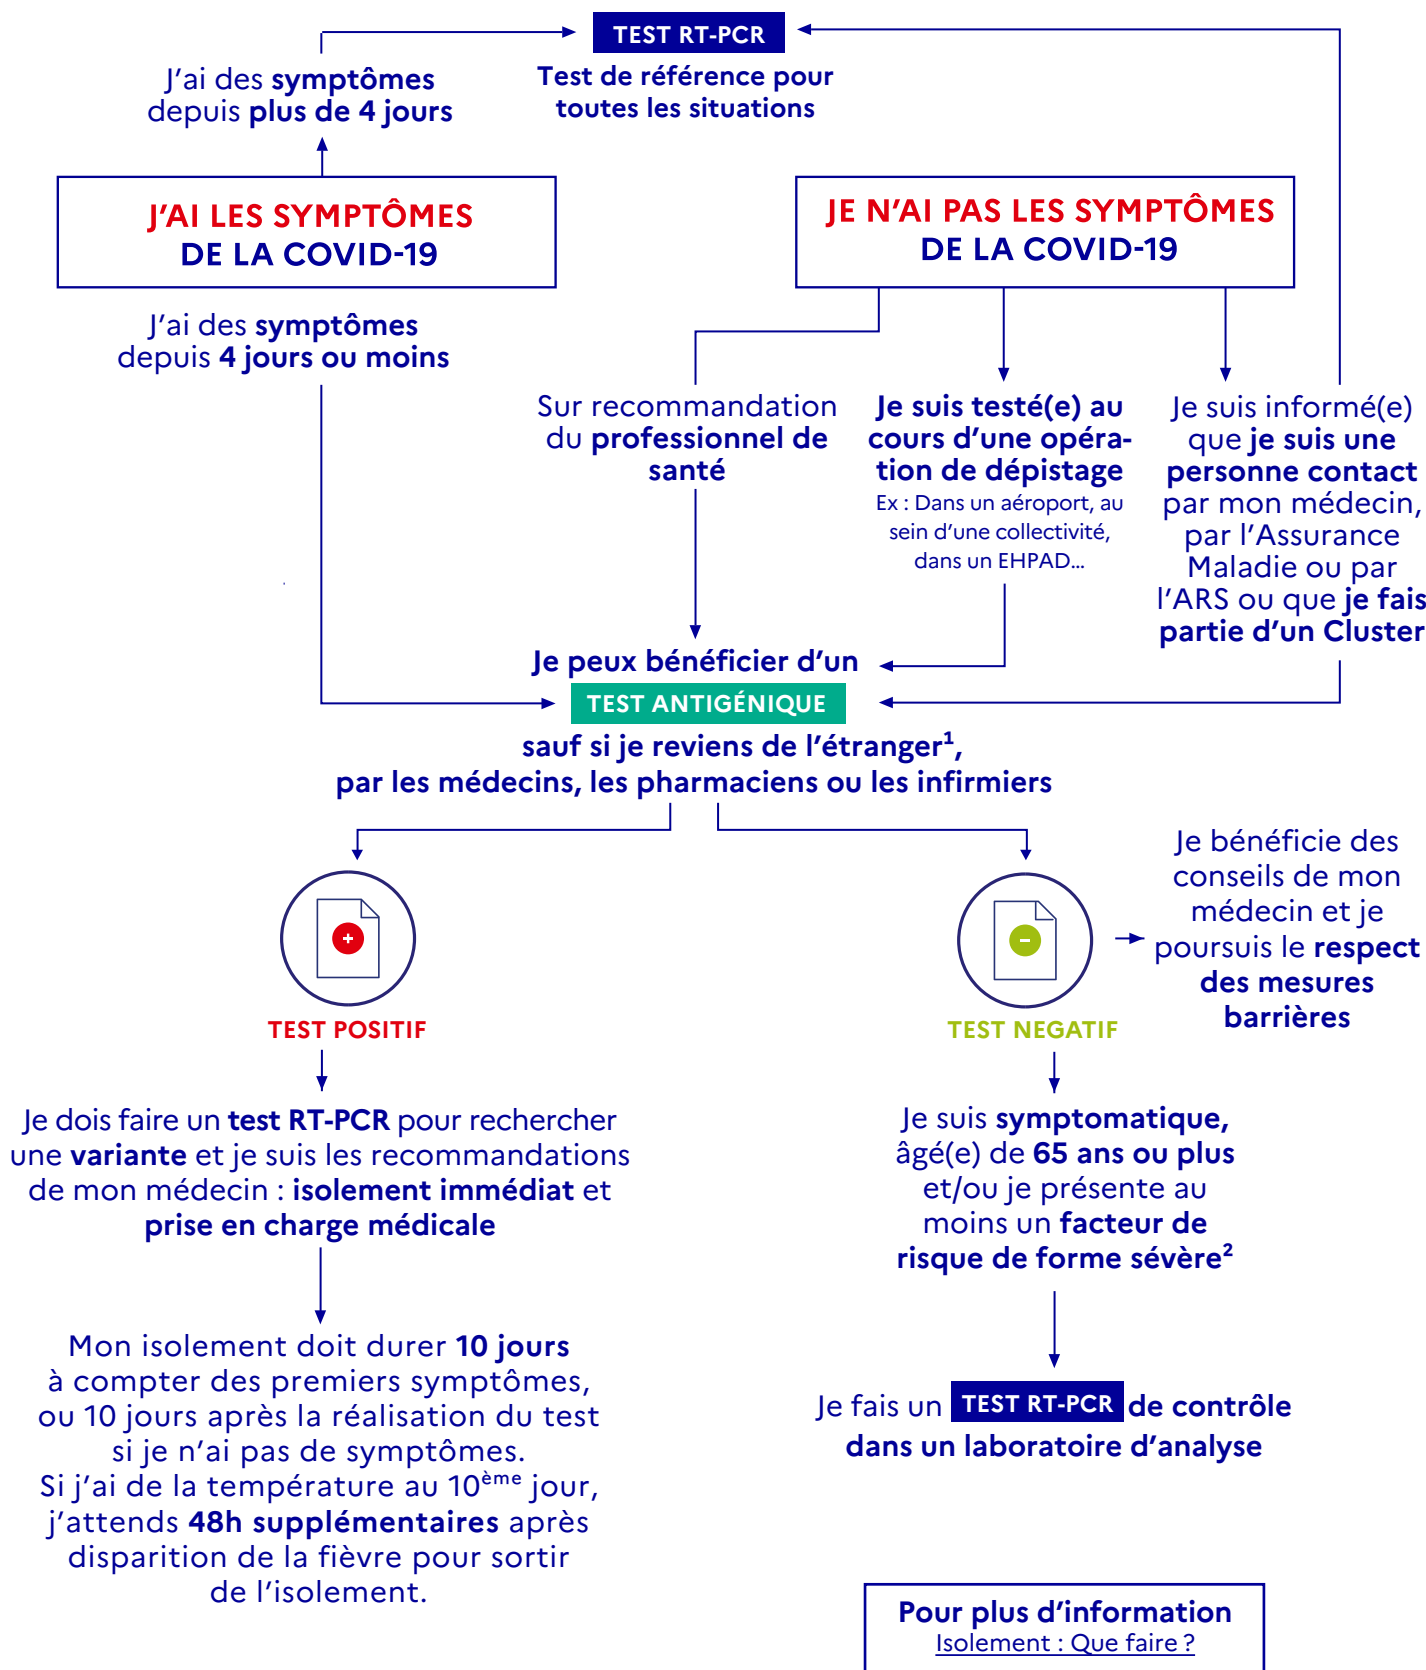 TEST RT-PCR
Test de référence pour
toutes les situations
J'ai des symptômes
depuis plus de 4 jours
J'AI LES SYMPTÔMES
DE LA COVID-19
J'ai des symptômes
depuis 4 jours ou moins
JE N'AI PAS LES SYMPTÔMES
DE LA COVID-19
Sur recommandation
du professionnel de
santé
Je suis testé(e) au
cours d'une opéra-
tion de dépistage
Ex : Dans un aéroport, au
sein d'une collectivité,
dans un EHPAD...
Je suis informé(e)
que je suis une
personne contact
par mon médecin,
par l'Assurance
Maladie ou par
l'ARS ou que je fais
partie d'un Cluster
Je peux bénéficier d'un
TEST ANTIGÉNIQUE
sauf si je reviens de l'étranger¹,
par les médecins, les pharmaciens ou les infirmiers
+
TEST POSITIF
Je dois faire un test RT-PCR pour rechercher
une variante et je suis les recommandations
de mon médecin : isolement immédiat et
prise en charge médicale
Mon isolement doit durer 10 jours
à compter des premiers symptômes,
ou 10 jours après la réalisation du test
si je n'ai pas de symptômes.
Si j'ai de la température au 10ème jour,
j'attends 48h supplémentaires après
disparition de la fièvre pour sortir
de l'isolement.
-
TEST NEGATIF
Je bénéficie des
conseils de mon
médecin et je
poursuis le respect
des mesures
barrières
Je suis symptomatique,
âgé(e) de 65 ans ou plus
et/ou je présente au
moins un facteur de
risque de forme sévère²
Je fais un TEST RT-PCR de contrôle
dans un laboratoire d'analyse
Pour plus d'information
Isolement : Que faire ?